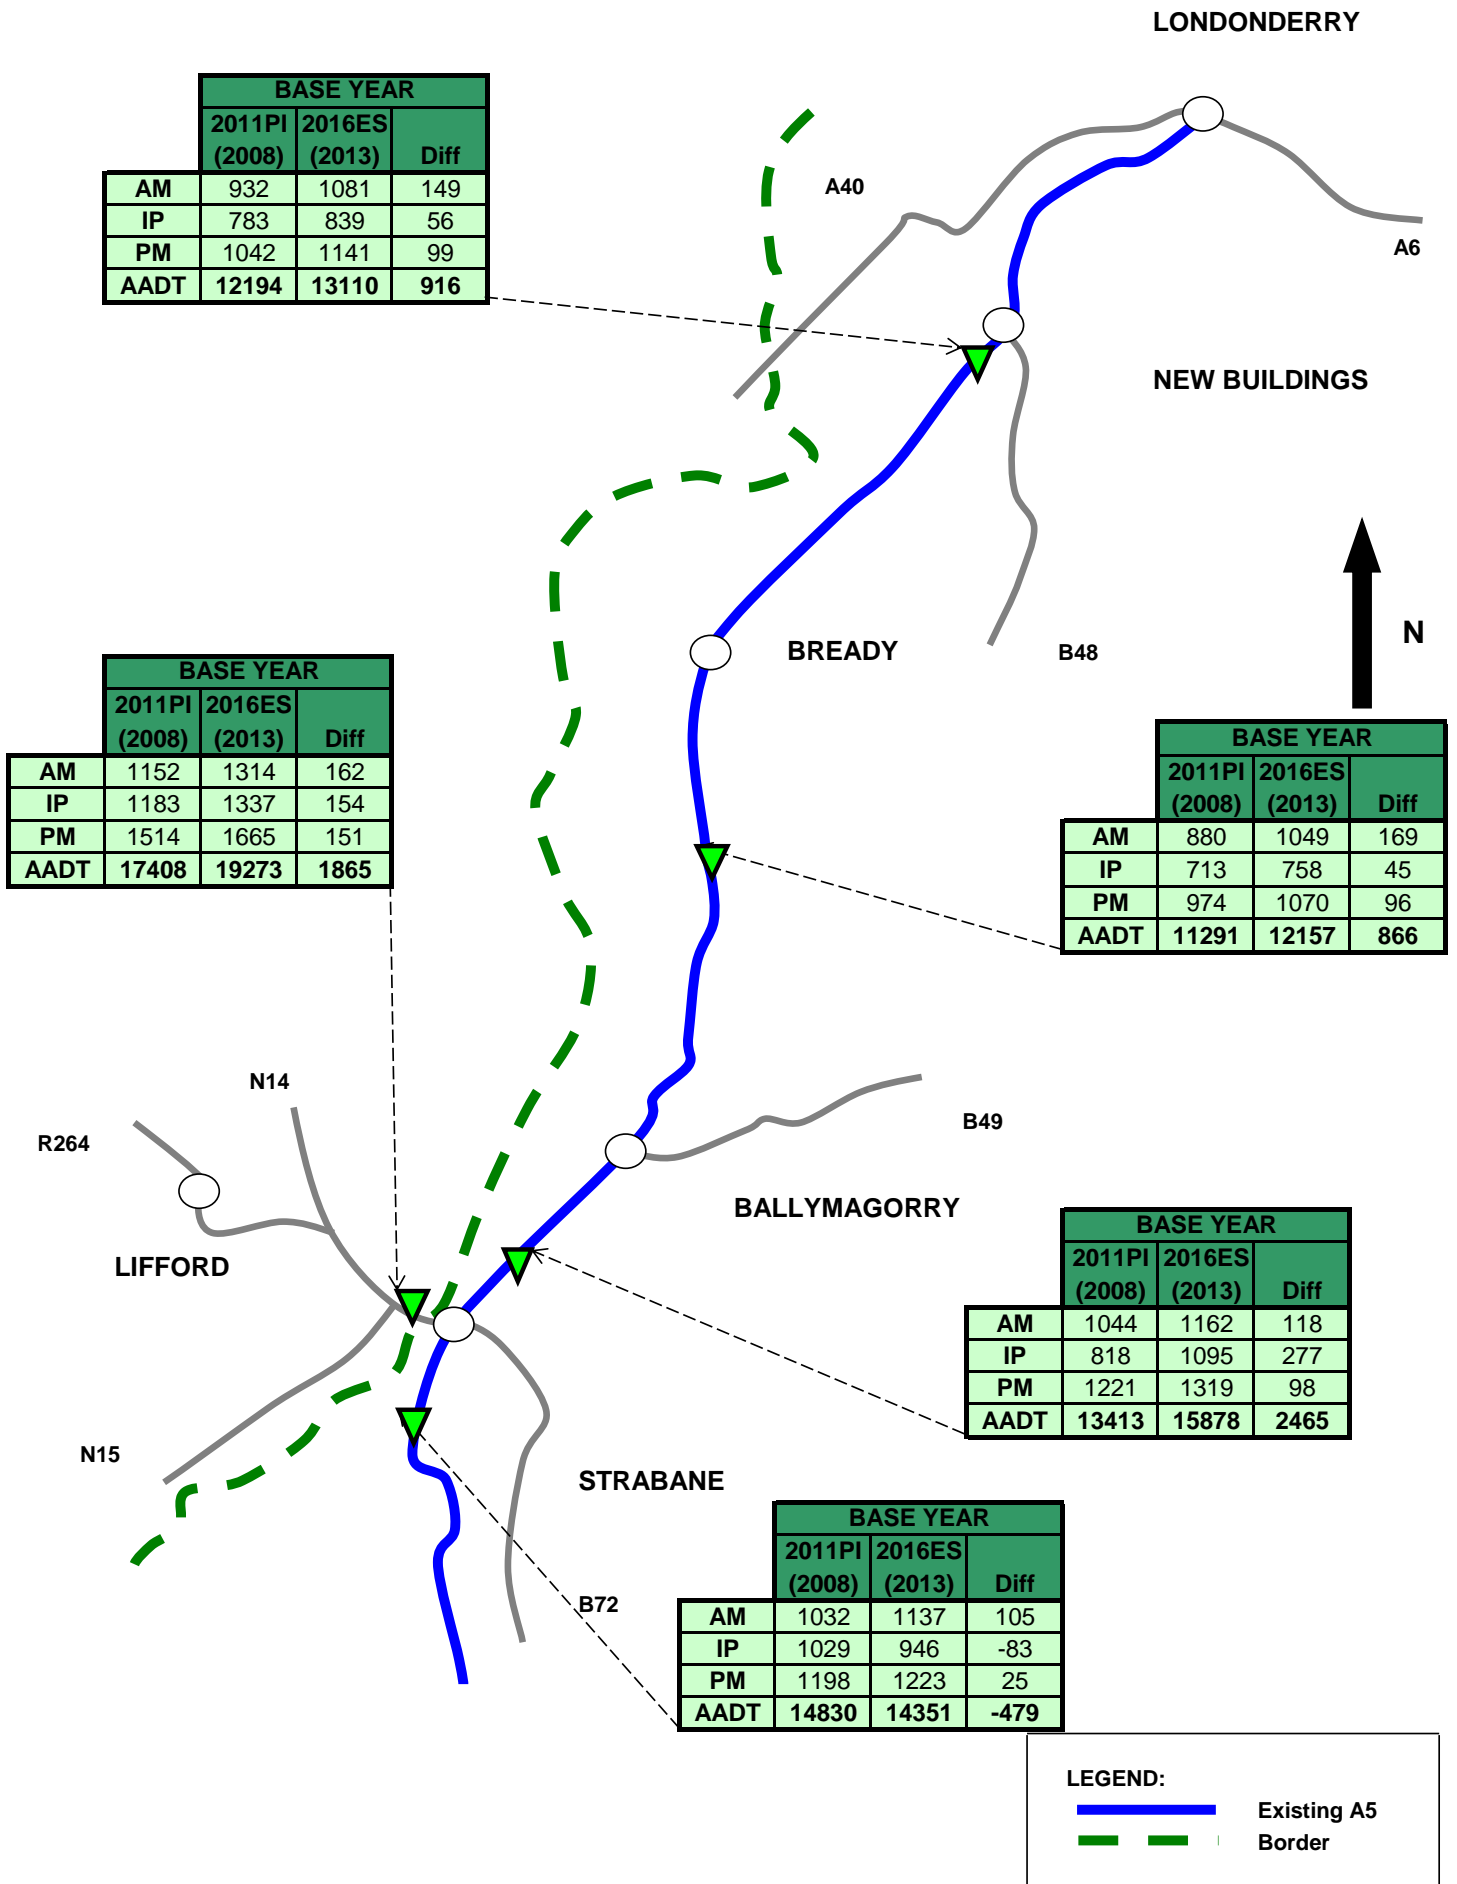 LONDONDERRY
BASE YEAR
2011PI 2016ES
(2008) (2013) Diff
AM 932 1081 149
IP 783 839 56
PM 1042 1141 99
AADT 12194 13110 916
A40
A6
NEW BUILDINGS
N
BREADY
B48
BASE YEAR
2011PI 2016ES
(2008) (2013) Diff
AM 1152 1314 162
IP 1183 1337 154
PM 1514 1665 151
AADT 17408 19273 1865
BASE YEAR
2011PI 2016ES
(2008) (2013) Diff
AM 880 1049 169
IP 713 758 45
PM 974 1070 96
AADT 11291 12157 866
N14
R264
B49
BALLYMAGORRY
LIFFORD
BASE YEAR
2011PI 2016ES
(2008) (2013) Diff
AM 1044 1162 118
IP 818 1095 277
PM 1221 1319 98
AADT 13413 15878 2465
N15
STRABANE
BASE YEAR
2011PI 2016ES
(2008) (2013) Diff
AM 1032 1137 105
IP 1029 946 -83
PM 1198 1223 25
AADT 14830 14351 -479
B72
LEGEND:
Existing A5
Border